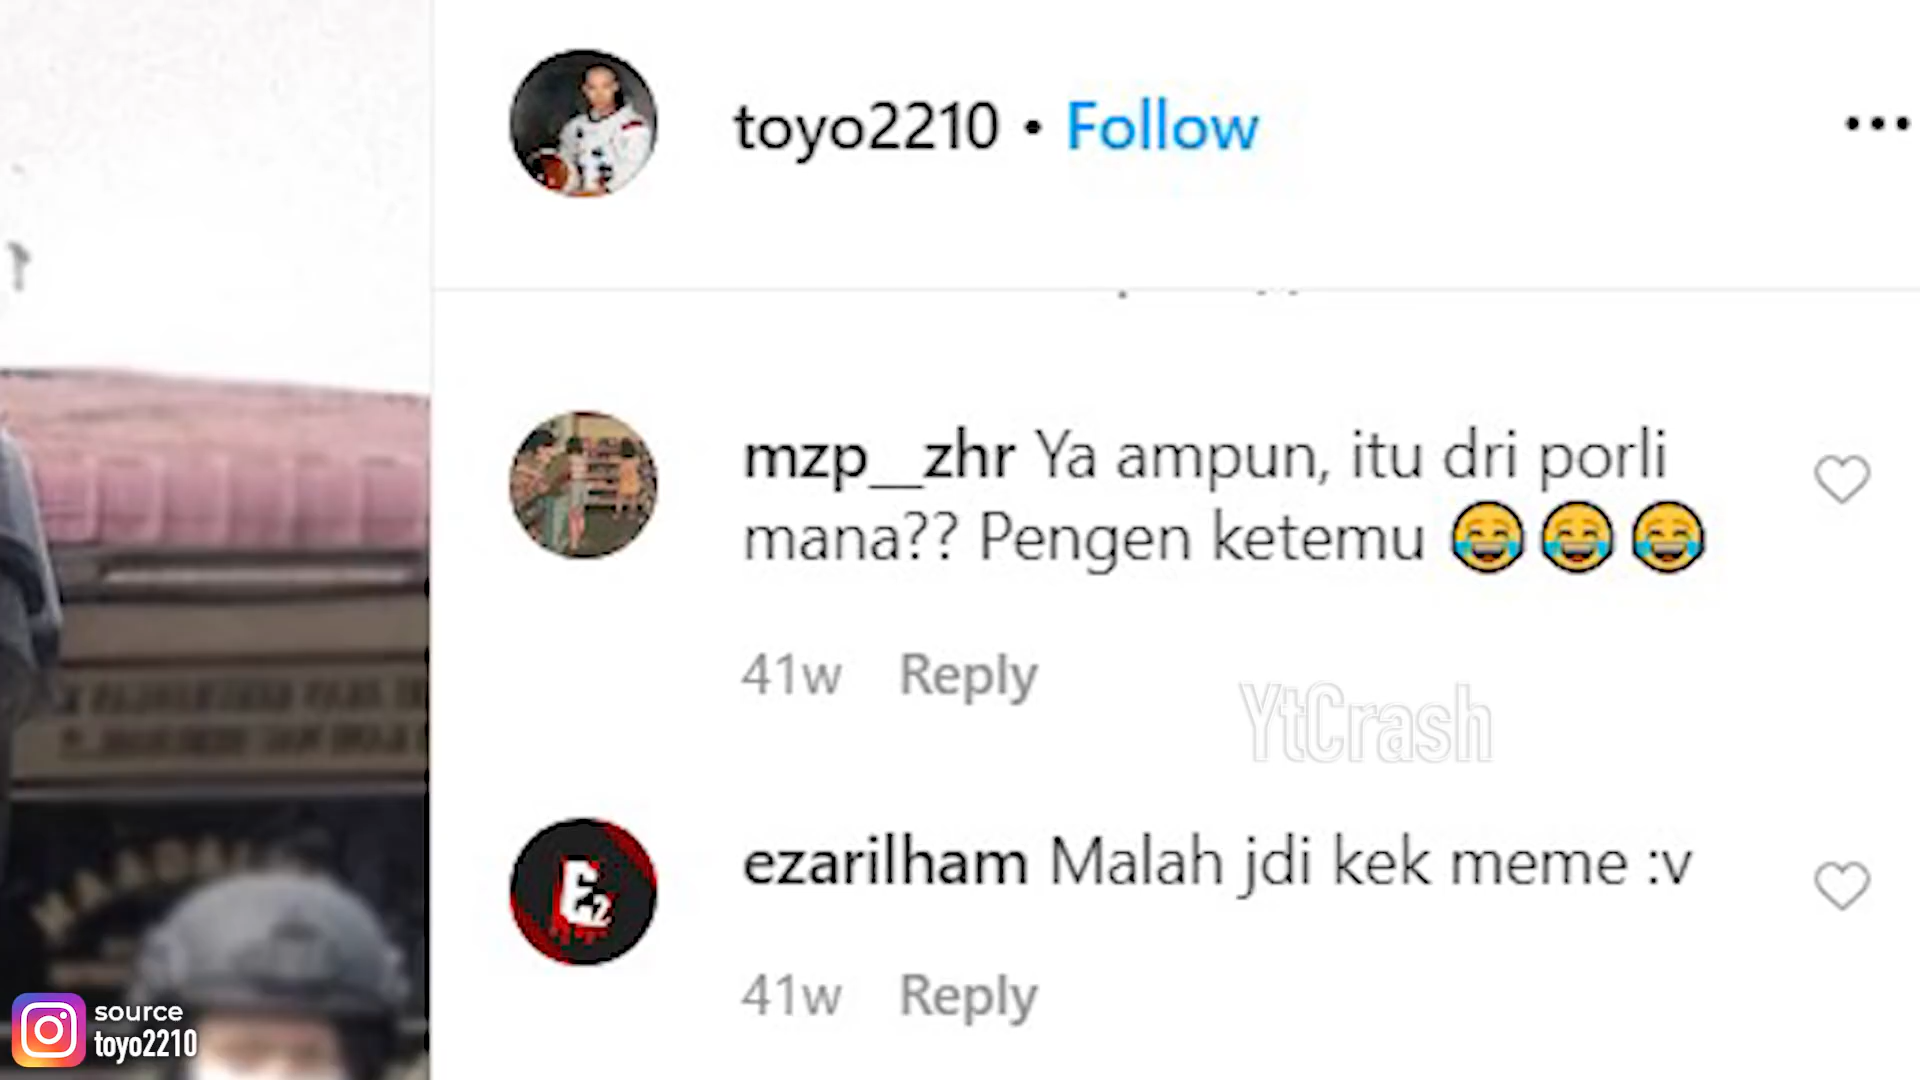 toyo2210 • Follow
mzp__zhr Ya ampun, itu dri porli
mana?? Pengen ketemu 😂😂😂
41w Reply
YtCrash
ezarilham Malah jdi kek meme :v
41w Reply
source
toyo2210